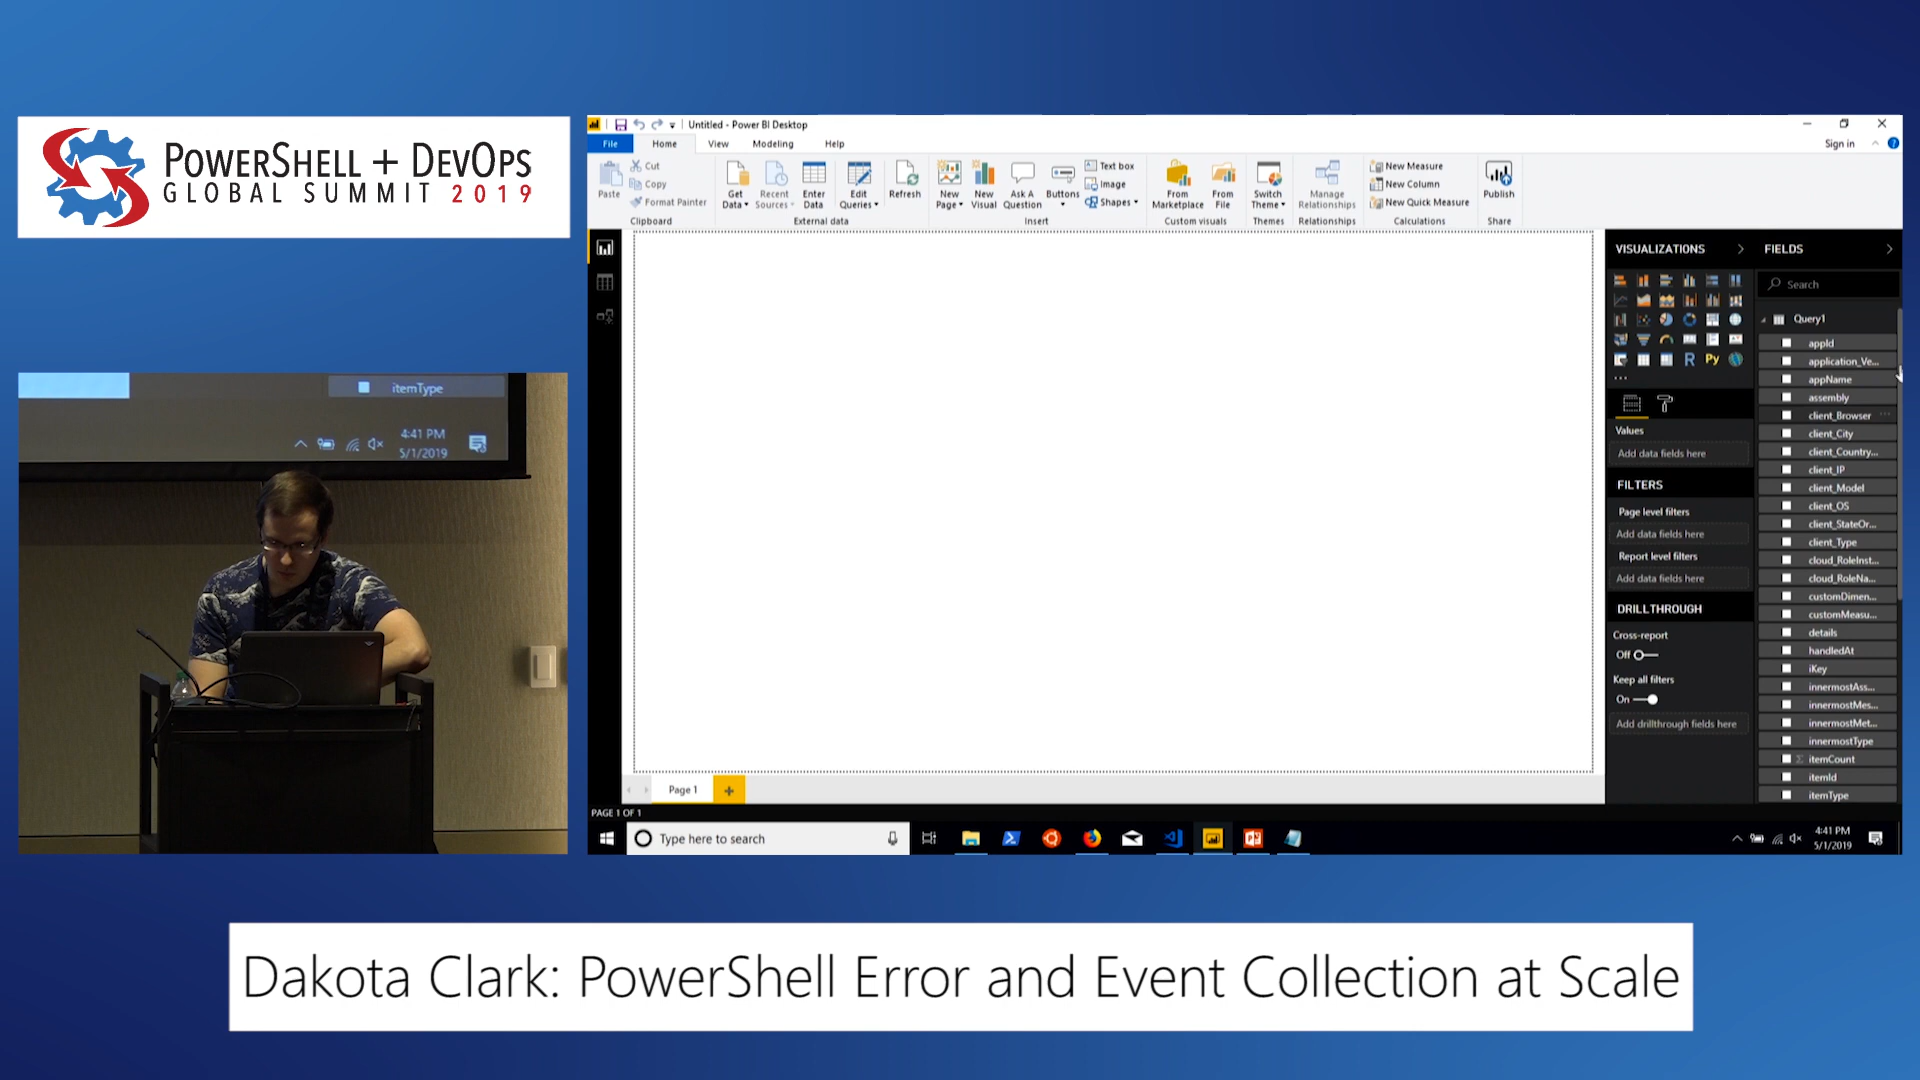 POWERSHELL + DEVOPS
GLOBAL SUMMIT 2019
itemType
4:41 PM
5/1/2019
Untitled - Power BI Desktop
File Home View Modeling Help
Sign in
Paste
Cut
Copy
Format Painter
Clipboard
Get Data
Recent Sources
Enter Data
Edit Queries
Refresh
External data
New Page
New Visual
Ask A Question
Buttons
Text box
Image
Shapes
Insert
From Marketplace
From File
Custom visuals
Switch Theme
Themes
Manage Relationships
Relationships
New Measure
New Column
New Quick Measure
Calculations
Publish
Share
VISUALIZATIONS
R Py
Values
Add data fields here
FILTERS
Page level filters
Add data fields here
Report level filters
Add data fields here
DRILLTHROUGH
Cross-report
Off
Keep all filters
On
Add drillthrough fields here
FIELDS
Search
Query1
appId
application_Ve...
appName
assembly
client_Browser
client_City
client_Country...
client_IP
client_Model
client_OS
client_StateOr...
client_Type
cloud_RoleInst...
cloud_RoleNa...
customDimen...
customMeasu...
details
handledAt
iKey
innermostAss...
innermostMes...
innermostMet...
innermostType
Σ itemCount
itemId
itemType
Page 1
PAGE 1 OF 1
Type here to search
4:41 PM
5/1/2019
Dakota Clark: PowerShell Error and Event Collection at Scale